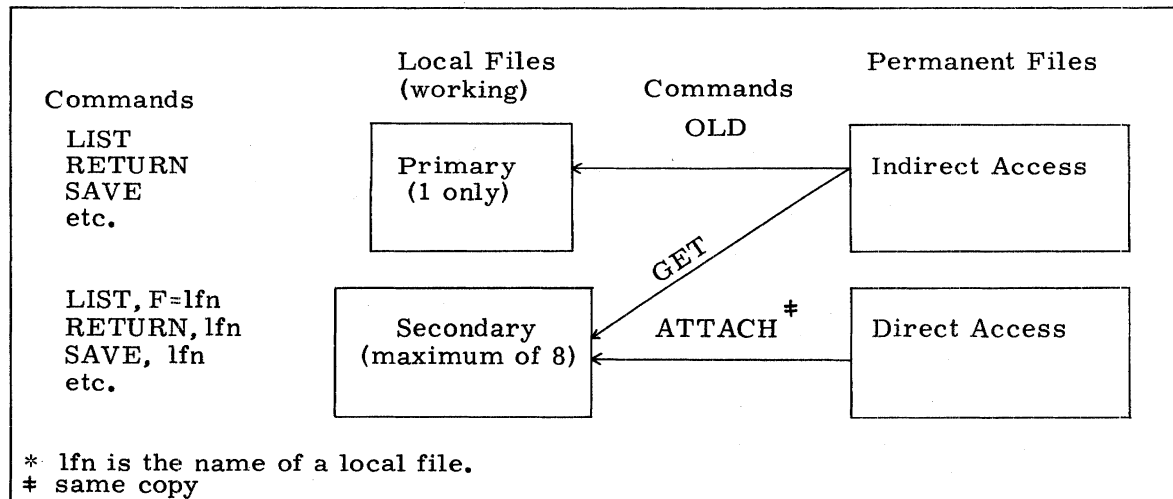 Local Files
(working)
Permanent Files
Commands
Commands
OLD
LIST
RETURN
SAVE
etc.
Primary
(1 only)
Indirect Access
GET
LIST, F=lfn
RETURN, lfn
SAVE, lfn
etc.
Secondary
(maximum of 8)
ATTACH ‡
Direct Access
* lfn is the name of a local file.
‡ same copy